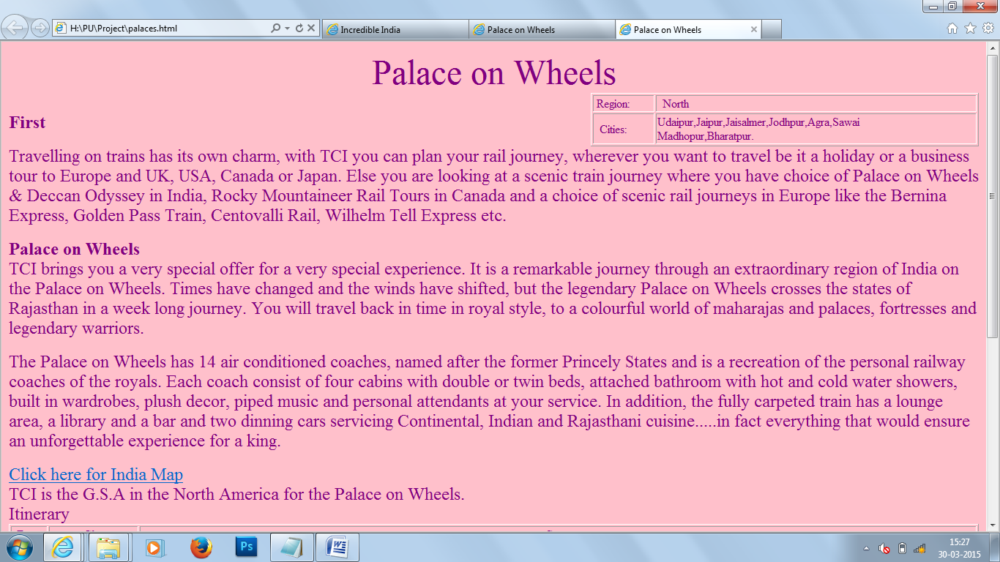 H:\PU\Project\palaces.html
Incredible India
Palace on Wheels
Palace on Wheels
Palace on Wheels
Region: North
Cities: Udaipur,Jaipur,Jaisalmer,Jodhpur,Agra,Sawai
Madhopur,Bharatpur.
First
Travelling on trains has its own charm, with TCI you can plan your rail journey, wherever you want to travel be it a holiday or a business
tour to Europe and UK, USA, Canada or Japan. Else you are looking at a scenic train journey where you have choice of Palace on Wheels
& Deccan Odyssey in India, Rocky Mountaineer Rail Tours in Canada and a choice of scenic rail journeys in Europe like the Bernina
Express, Golden Pass Train, Centovalli Rail, Wilhelm Tell Express etc.
Palace on Wheels
TCI brings you a very special offer for a very special experience. It is a remarkable journey through an extraordinary region of India on
the Palace on Wheels. Times have changed and the winds have shifted, but the legendary Palace on Wheels crosses the states of
Rajasthan in a week long journey. You will travel back in time in royal style, to a colourful world of maharajas and palaces, fortresses and
legendary warriors.
The Palace on Wheels has 14 air conditioned coaches, named after the former Princely States and is a recreation of the personal railway
coaches of the royals. Each coach consist of four cabins with double or twin beds, attached bathroom with hot and cold water showers,
built in wardrobes, plush decor, piped music and personal attendants at your service. In addition, the fully carpeted train has a lounge
area, a library and a bar and two dinning cars servicing Continental, Indian and Rajasthani cuisine.....in fact everything that would ensure
an unforgettable experience for a king.
Click here for India Map
TCI is the G.S.A in the North America for the Palace on Wheels.
Itinerary
Ps
15:27
30-03-2015